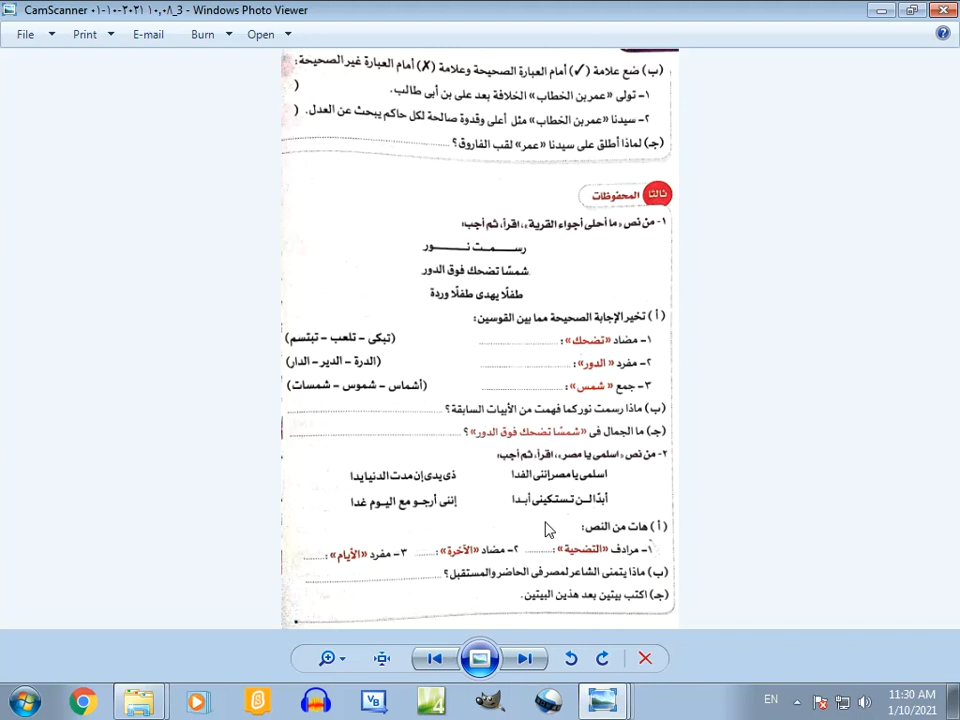 CamScanner ٠١-١٠-٢٠٢١ ١٠,٠٨_3 - Windows Photo Viewer
File Print E-mail Burn Open
(ب) ضع علامة (✓) أمام العبارة الصحيحة وعلامة (✗) أمام العبارة غير الصحيحة:
١- تولى «عمر بن الخطاب» الخلافة بعد على بن أبى طالب. (
٢- سيدنا «عمر بن الخطاب» مثل أعلى وقدوة صالحة لكل حاكم يبحث عن العدل. (
(جـ) لماذا أطلق على سيدنا «عمر» لقب الفاروق؟
ثالثا المحفوظات
١- من نص «ما أحلى أجواء القرية»، اقرأ، ثم أجب:
رســـمـت نـــــور
شمسًا تضحك فوق الدور
طفلًا يهدى طفلًا وردة
(أ) تخير الإجابة الصحيحة مما بين القوسين:
١- مضاد «تضحك»: (تبكى - تلعب - تبتسم)
٢- مفرد «الدور»: (الدرة - الدير - الدار)
٣- جمع «شمس»: (أشماس - شموس - شمسات)
(ب) ماذا رسمت نور كما فهمت من الأبيات السابقة؟
(جـ) ما الجمال فى «شمسًا تضحك فوق الدور»؟
٢- من نص «اسلمى يا مصر»، اقرأ، ثم أجب:
اسلمى يا مصر إننى الفدا ذى يدى إن مدت الدنيا يدا
أبدًا لـن تستكينى أبـدا إننى أرجـو مع اليـوم غدا
(أ) هات من النص:
١- مرادف «التضحية»: ٢- مضاد «الآخرة»: ٣- مفرد «الأيام»:
(ب) ماذا يتمنى الشاعر لمصر فى الحاضر والمستقبل؟
(جـ) اكتب بيتين بعد هذين البيتين.
EN
11:30 AM
1/10/2021